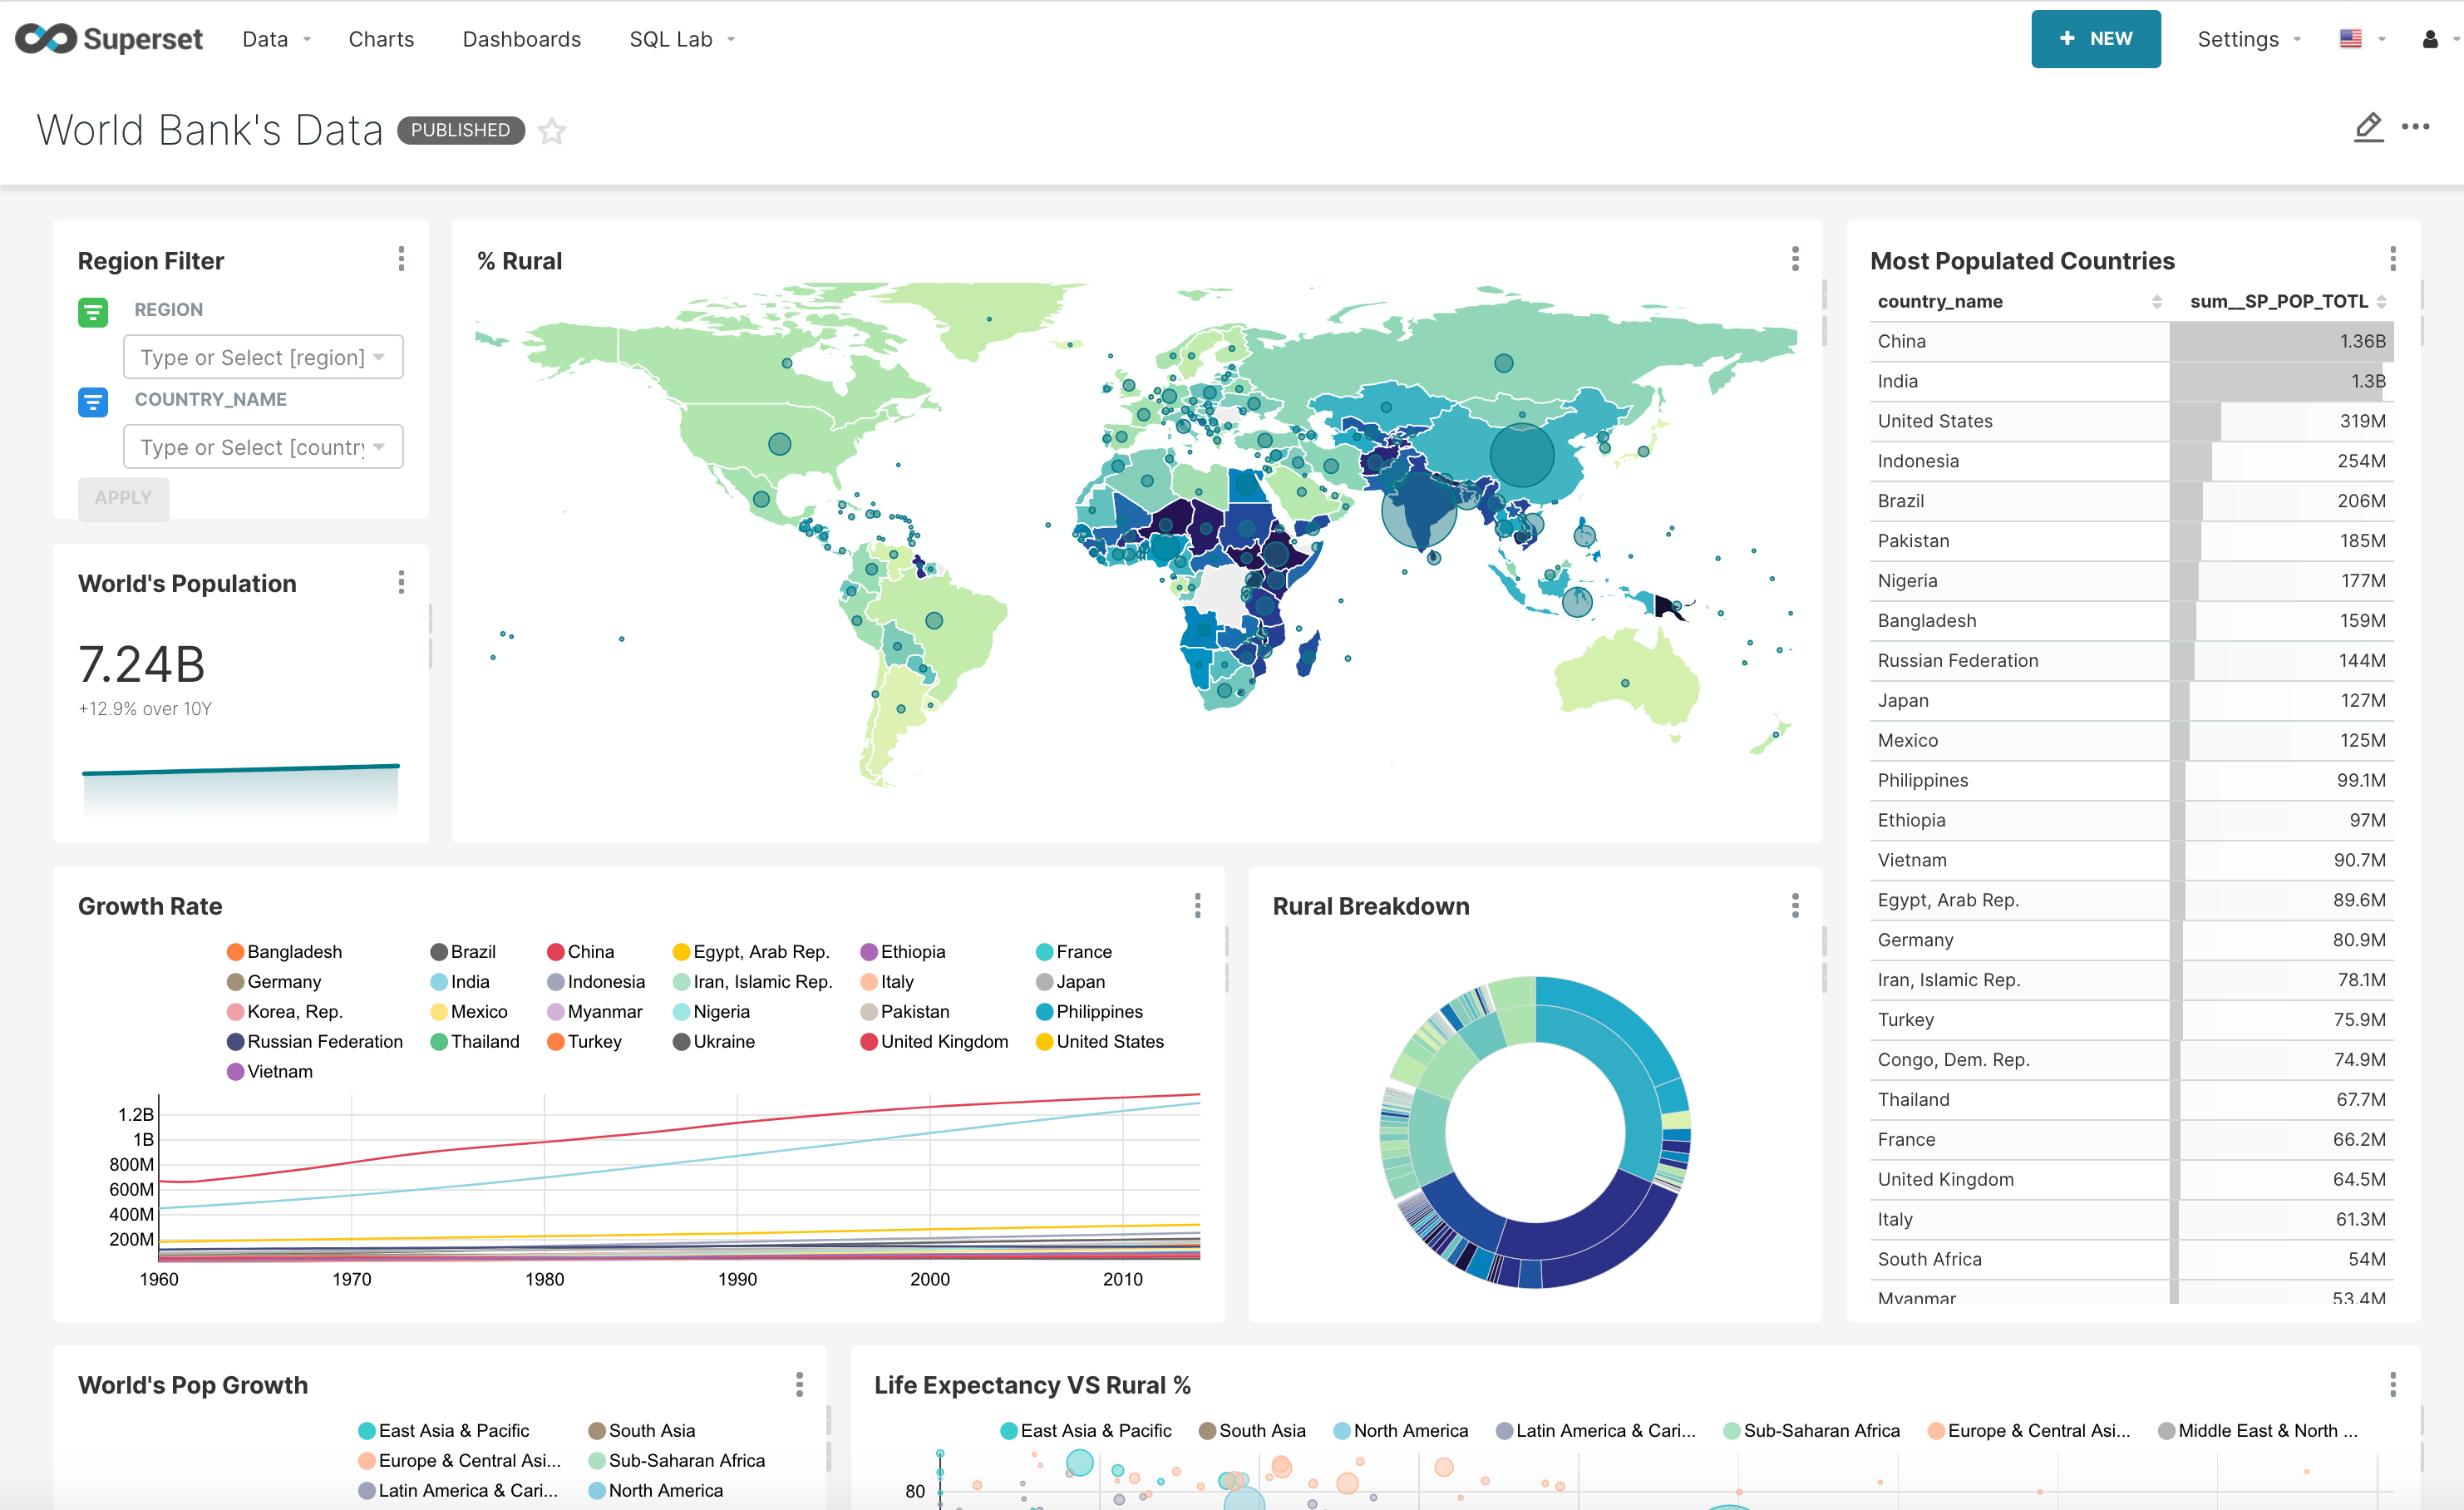 Superset Data Charts Dashboards SQL Lab + NEW Settings
World Bank's Data PUBLISHED
Region Filter
REGION
Type or Select [region]
COUNTRY_NAME
Type or Select [country
APPLY
World's Population
7.24B
+12.9% over 10Y
% Rural
Most Populated Countries
country_name sum__SP_POP_TOTL
China 1.36B
India 1.3B
United States 319M
Indonesia 254M
Brazil 206M
Pakistan 185M
Nigeria 177M
Bangladesh 159M
Russian Federation 144M
Japan 127M
Mexico 125M
Philippines 99.1M
Ethiopia 97M
Vietnam 90.7M
Egypt, Arab Rep. 89.6M
Germany 80.9M
Iran, Islamic Rep. 78.1M
Turkey 75.9M
Congo, Dem. Rep. 74.9M
Thailand 67.7M
France 66.2M
United Kingdom 64.5M
Italy 61.3M
South Africa 54M
Myanmar 53.4M
Growth Rate
Bangladesh Brazil China Egypt, Arab Rep. Ethiopia France
Germany India Indonesia Iran, Islamic Rep. Italy Japan
Korea, Rep. Mexico Myanmar Nigeria Pakistan Philippines
Russian Federation Thailand Turkey Ukraine United Kingdom United States
Vietnam
1.2B
1B
800M
600M
400M
200M
1960 1970 1980 1990 2000 2010
Rural Breakdown
World's Pop Growth
East Asia & Pacific South Asia
Europe & Central Asi... Sub-Saharan Africa
Latin America & Cari... North America
Life Expectancy VS Rural %
East Asia & Pacific South Asia North America Latin America & Cari... Sub-Saharan Africa Europe & Central Asi... Middle East & North ...
80